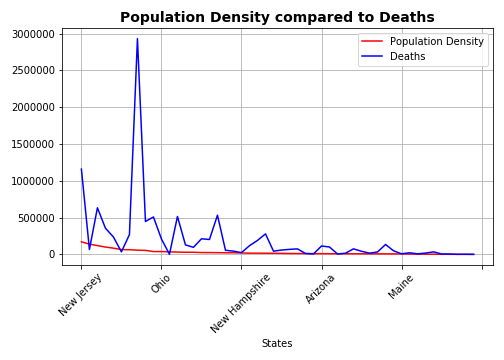 Population Density compared to Deaths
3000000
2500000
2000000
1500000
1000000
500000
0
Population Density
Deaths
New Jersey
Ohio
New Hampshire
Arizona
Maine
States